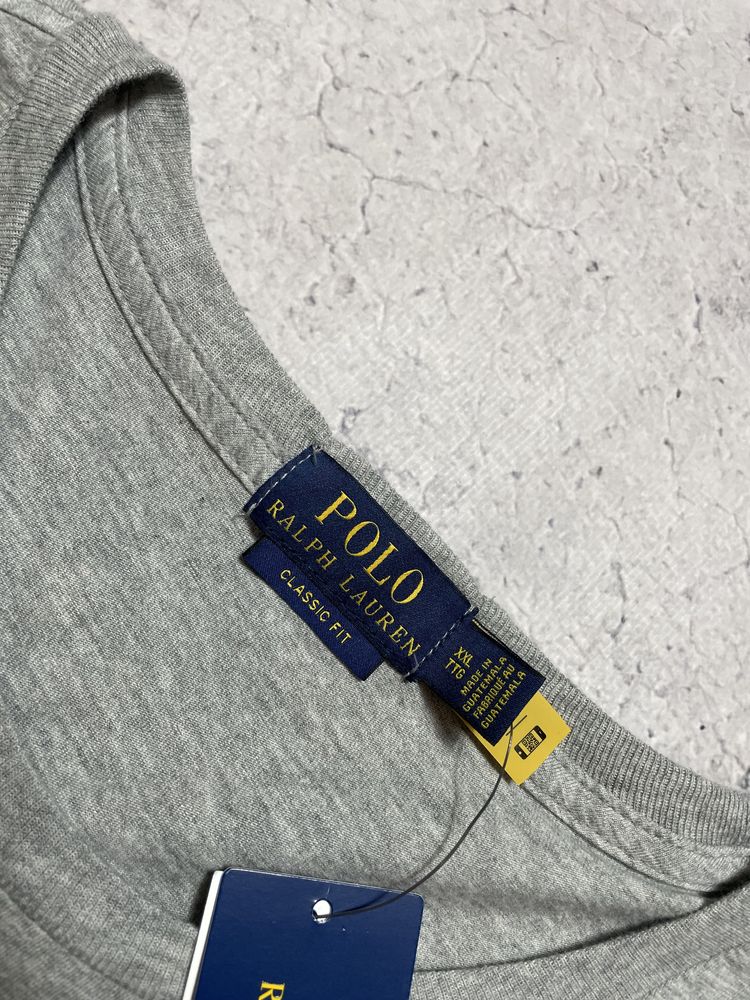 POLO
RALPH LAUREN
CLASSIC FIT
XXL
TTG
MADE IN
GUATEMALA
FABRIQUÉ AU
GUATEMALA
R